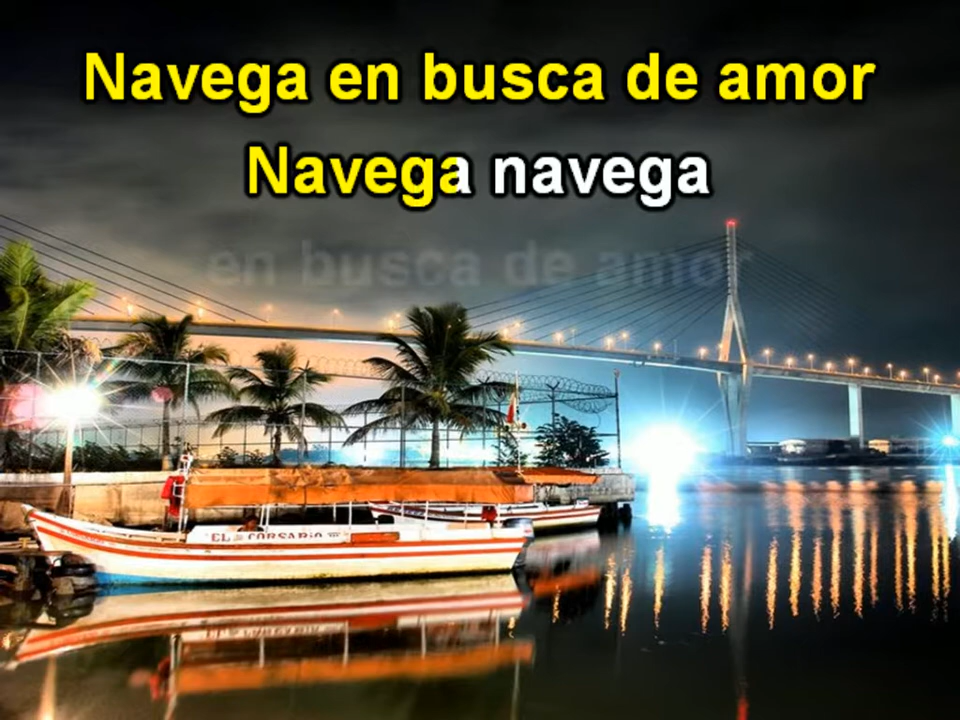 Navega en busca de amor
Navega navega
en busca de amor
EL CORSARIO